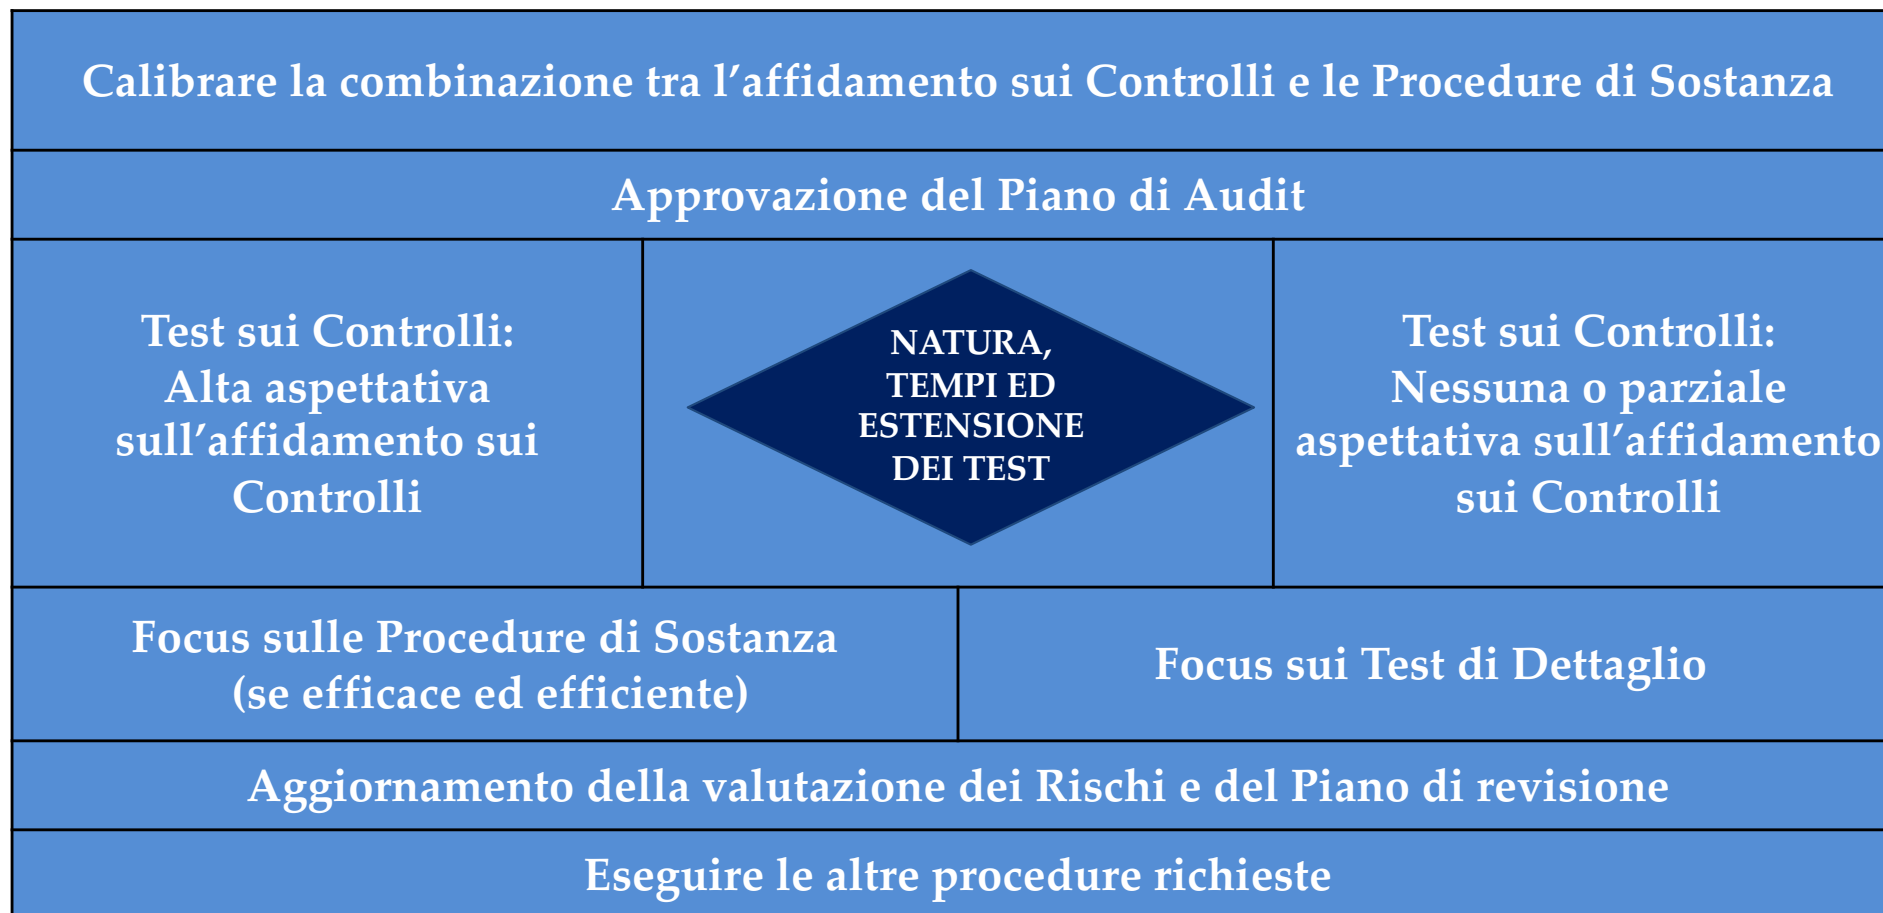 Calibrare la combinazione tra l’affidamento sui Controlli e le Procedure di Sostanza
Approvazione del Piano di Audit
Test sui Controlli:
Alta aspettativa
sull’affidamento sui
Controlli
NATURA,
TEMPI ED
ESTENSIONE
DEI TEST
Test sui Controlli:
Nessuna o parziale
aspettativa sull’affidamento
sui Controlli
Focus sulle Procedure di Sostanza
(se efficace ed efficiente)
Focus sui Test di Dettaglio
Aggiornamento della valutazione dei Rischi e del Piano di revisione
Eseguire le altre procedure richieste